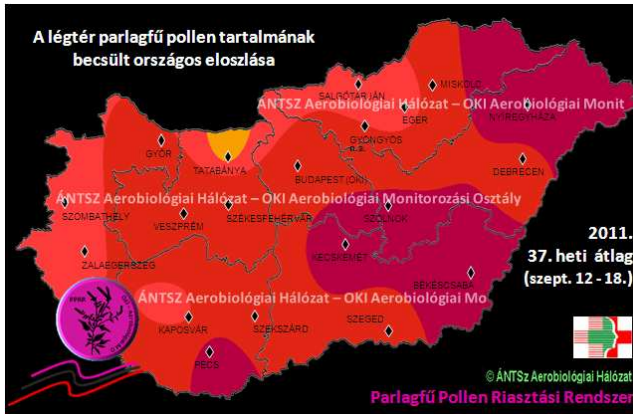 A légtér parlagfű pollen tartalmának
becsült országos eloszlása
MISKOLC
SALGÓTARJÁN
ÁNTSZ Aerobiológiai Hálózat – OKI Aerobiológiai Monit
EGER
NYÍREGYHÁZA
GYÖNGYÖS
GYŐR
TATABÁNYA
DEBRECEN
BUDAPEST (OKI)
ÁNTSZ Aerobiológiai Hálózat – OKI Aerobiológiai Monitorozási Osztály
SZOMBATHELY
SZÉKESFEHÉRVÁR
SZOLNOK
VESZPRÉM
2011.
KECSKEMÉT
37. heti átlag
ZALAEGERSZEG
BÉKÉSCSABA
(szept. 12 - 18.)
ÁNTSZ Aerobiológiai Hálózat – OKI Aerobiológiai Mo
KAPOSVÁR
SZEKSZÁRD
SZEGED
PÉCS
© ÁNTSz Aerobiológiai Hálózat
Parlagfű Pollen Riasztási Rendszer